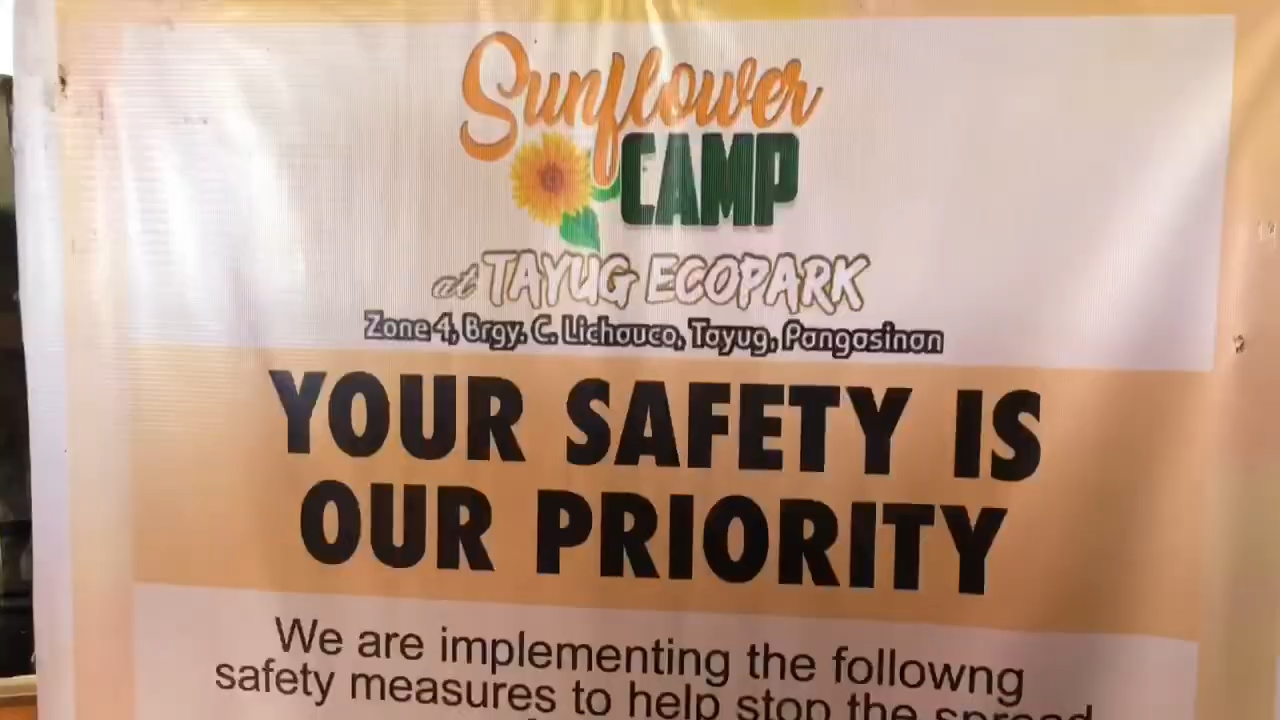 Sunflower
CAMP
at TAYUG ECOPARK
Zone 4, Brgy. C. Lichauco, Tayug, Pangasinan
YOUR SAFETY IS
OUR PRIORITY
We are implementing the followng
safety measures to help stop the spread